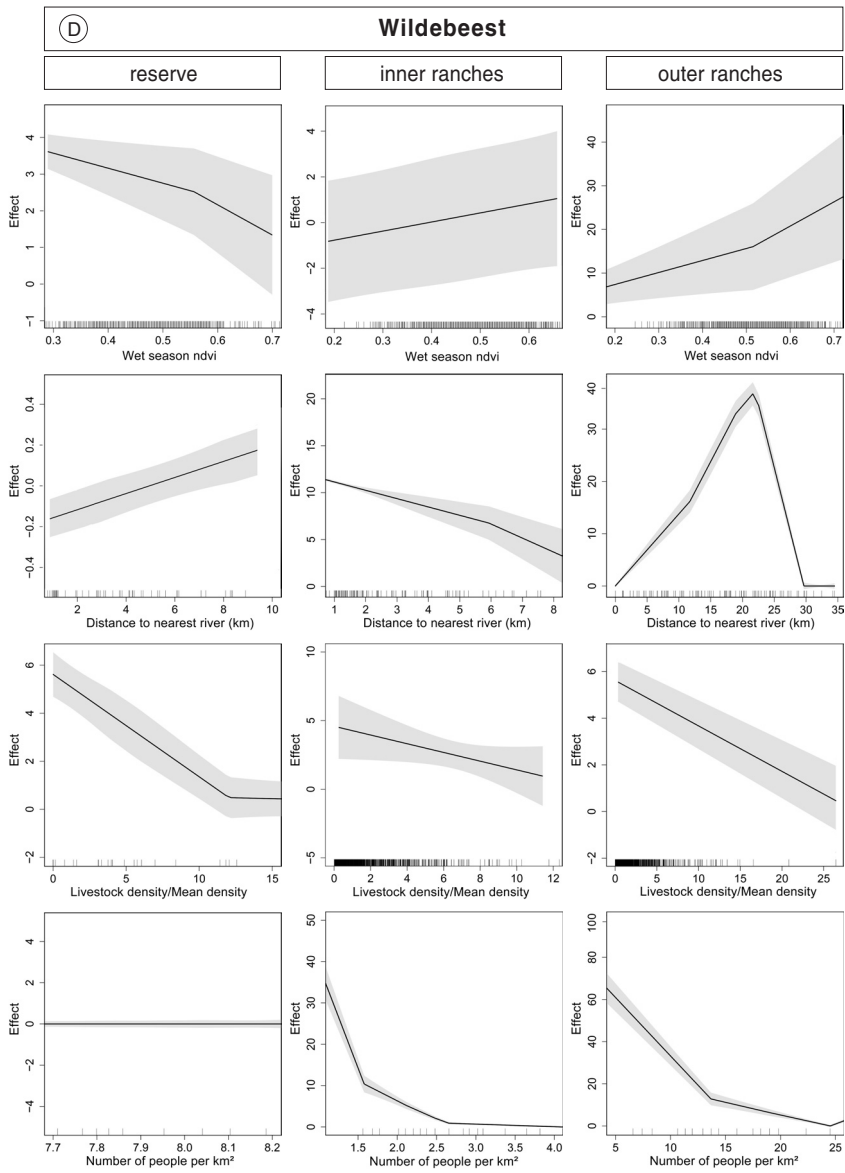 D Wildebeest
reserve inner ranches outer ranches
Effect
−1 0 1 2 3 4
0.3 0.4 0.5 0.6 0.7
Wet season ndvi
Effect
−4 −2 0 2 4
0.2 0.3 0.4 0.5 0.6
Wet season ndvi
Effect
0 10 20 30 40
0.2 0.3 0.4 0.5 0.6 0.7
Wet season ndvi
Effect
−0.4 −0.2 0.0 0.2 0.4
2 4 6 8 10
Distance to nearest river (km)
Effect
0 5 10 15 20
1 2 3 4 5 6 7 8
Distance to nearest river (km)
Effect
0 10 20 30 40
0 5 10 15 20 25 30 35
Distance to nearest river (km)
Effect
−2 0 2 4 6
0 5 10 15
Livestock density/Mean density
Effect
−5 0 5 10
0 2 4 6 8 10 12
Livestock density/Mean density
Effect
−2 0 2 4 6
0 5 10 15 20 25
Livestock density/Mean density
Effect
−4 −2 0 2 4
7.7 7.8 7.9 8.0 8.1 8.2
Number of people per km²
Effect
0 10 20 30 40 50
1.5 2.0 2.5 3.0 3.5 4.0
Number of people per km²
Effect
0 20 40 60 80 100
5 10 15 20 25
Number of people per km²